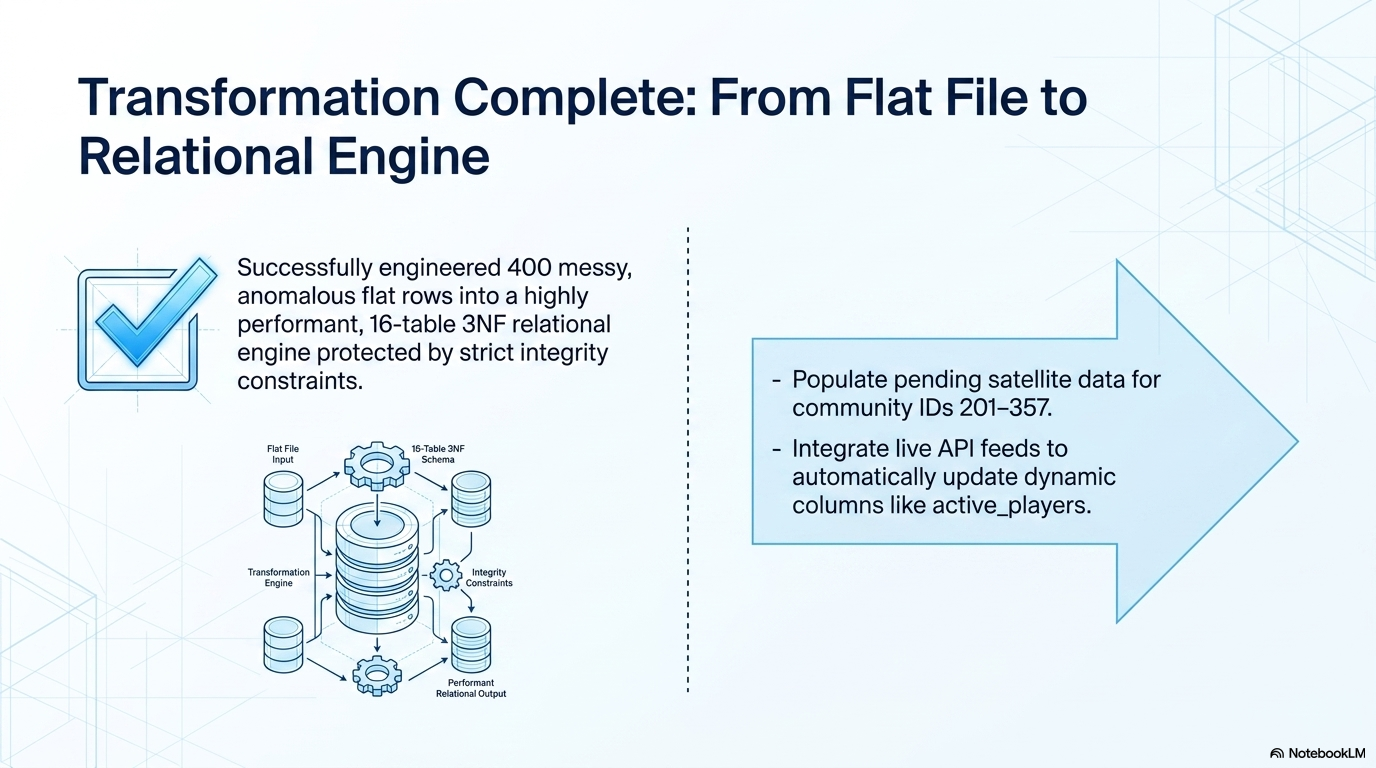 Transformation Complete: From Flat File to
Relational Engine
Successfully engineered 400 messy,
anomalous flat rows into a highly
performant, 16-table 3NF relational
engine protected by strict integrity
constraints.
Flat File
Input
16-Table 3NF
Schema
Transformation
Engine
Integrity
Constraints
Performant
Relational Output
- Populate pending satellite data for
community IDs 201–357.
- Integrate live API feeds to
automatically update dynamic
columns like active_players.
NotebookLM